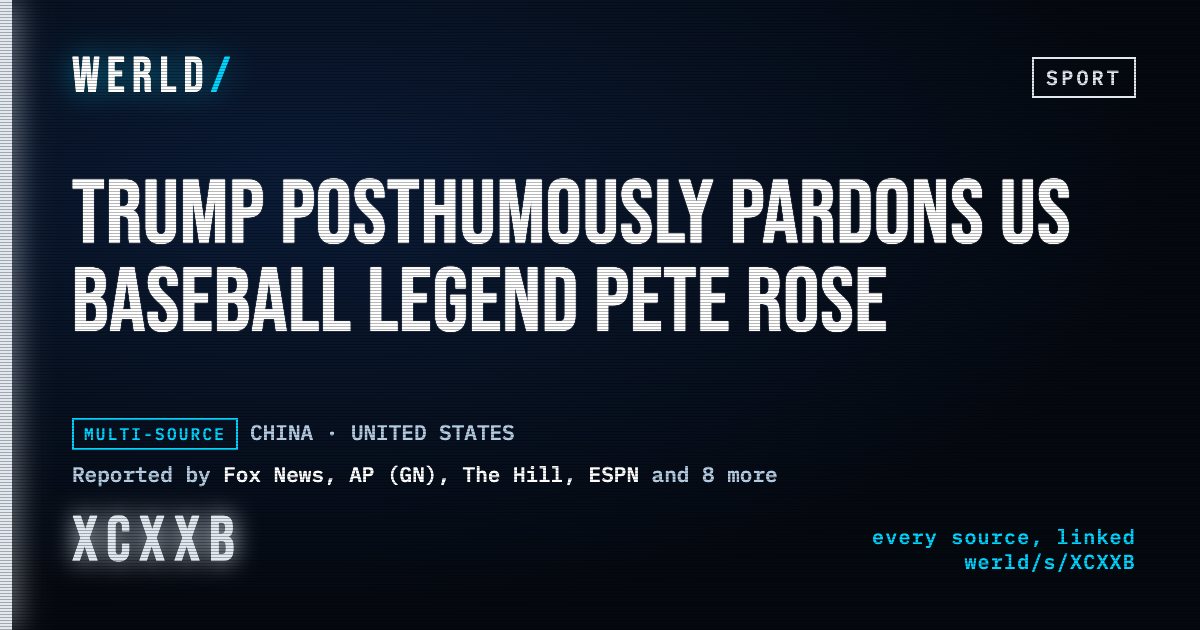 WERLD/
SPORT
TRUMP POSTHUMOUSLY PARDONS US
BASEBALL LEGEND PETE ROSE
MULTI-SOURCE CHINA · UNITED STATES
Reported by Fox News, AP (GN), The Hill, ESPN and 8 more
XCXXB
every source, linked
werld/s/XCXXB